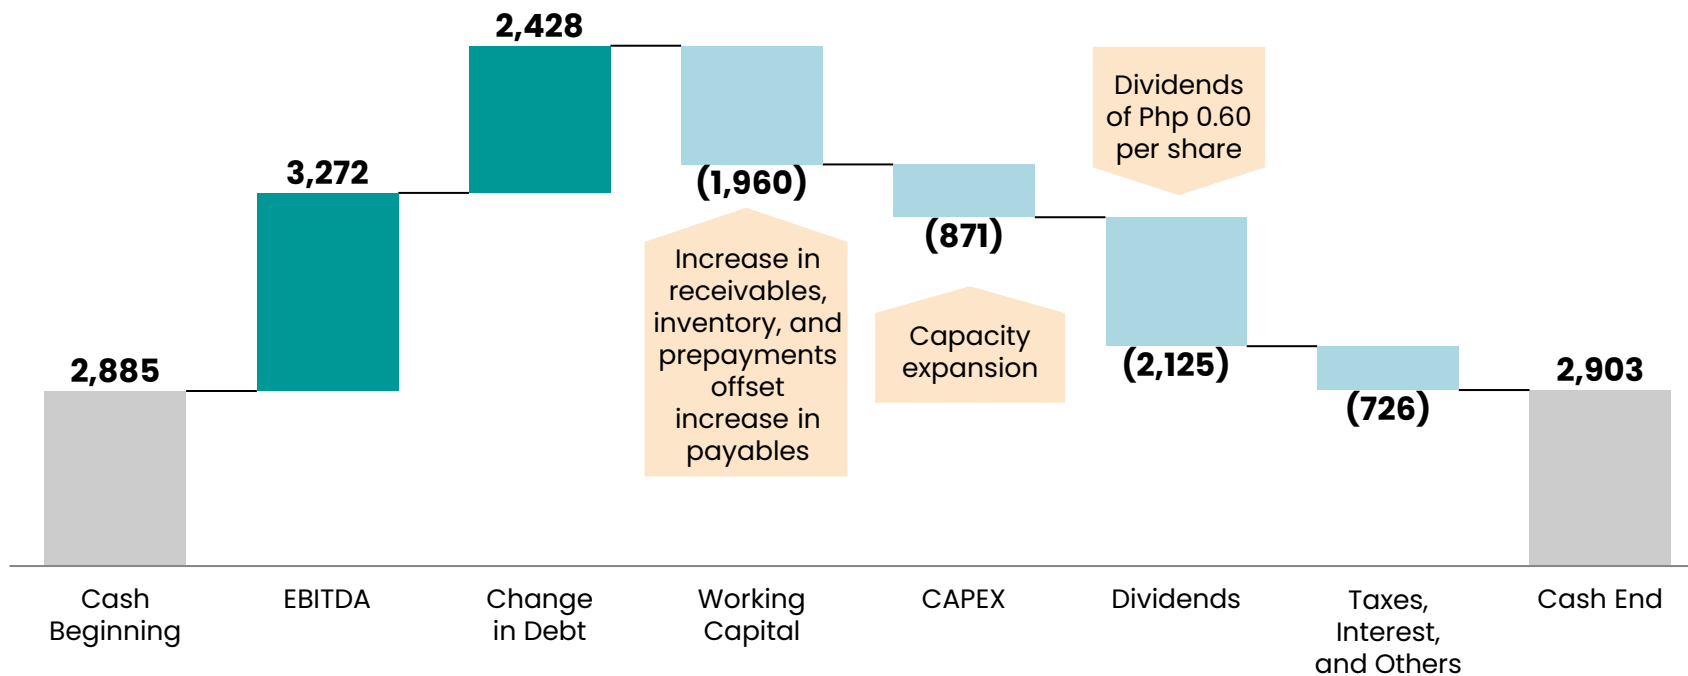 2,428
3,272
2,885
(1,960)
(871)
(2,125)
(726)
2,903
Dividends
of Php 0.60
per share
Increase in
receivables,
inventory, and
prepayments
offset
increase in
payables
Capacity
expansion
Cash
Beginning
EBITDA
Change
in Debt
Working
Capital
CAPEX
Dividends
Taxes,
Interest,
and Others
Cash End